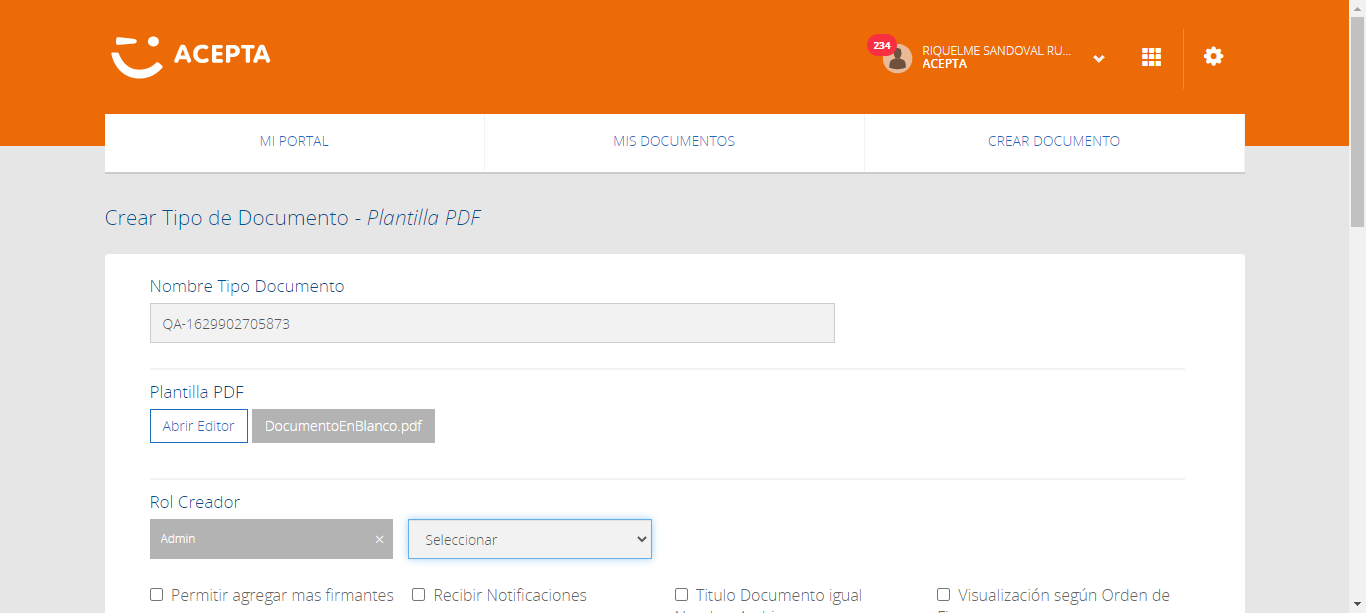 ACEPTA
234
RIQUELME SANDOVAL RU...
ACEPTA
MI PORTAL
MIS DOCUMENTOS
CREAR DOCUMENTO
Crear Tipo de Documento - Plantilla PDF
Nombre Tipo Documento
QA-1629902705873
Plantilla PDF
Abrir Editor
DocumentoEnBlanco.pdf
Rol Creador
Admin ×
Seleccionar
Permitir agregar mas firmantes
Recibir Notificaciones
Titulo Documento igual
Visualización según Orden de